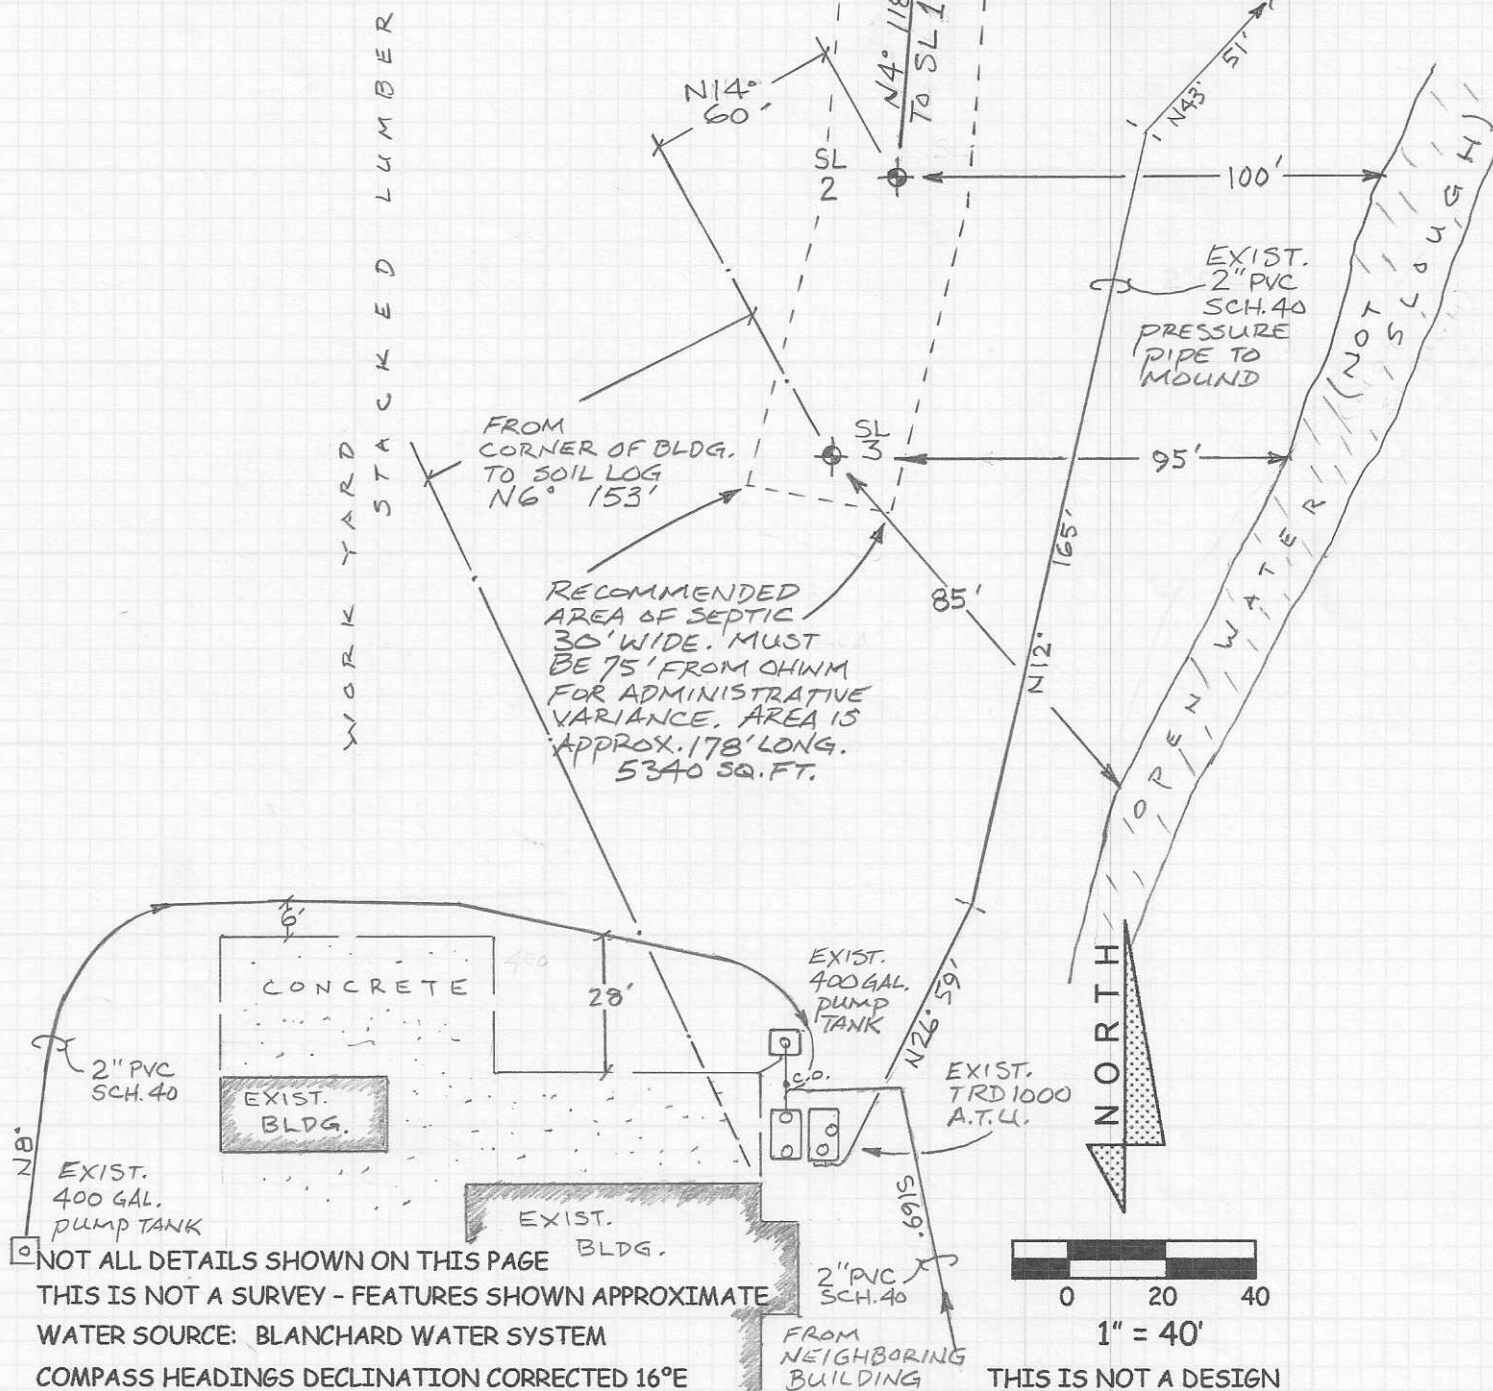 N14°
60'
N4° 118
TO SL 1
N43°
51'
SL
2
100'
WORK YARD
STACKED LUMBER
EXIST.
2" PVC
SCH. 40
PRESSURE
PIPE TO
MOUND
FROM
CORNER OF BLDG.
TO SOIL LOG
N6° 153'
SL
3
95'
OPEN WATER
(NOT SLOUGH)
RECOMMENDED
AREA OF SEPTIC
30' WIDE. MUST
BE 75' FROM OHWM
FOR ADMINISTRATIVE
VARIANCE. AREA IS
APPROX. 178' LONG.
5340 SQ. FT.
85'
N12° 165'
6'
CONCRETE
28'
EXIST.
400 GAL.
PUMP
TANK
N26° 59'
NORTH
2" PVC
SCH. 40
EXIST.
BLDG.
C.O.
EXIST.
TRD 1000
A.T.U.
N8°
EXIST.
400 GAL.
PUMP TANK
EXIST.
BLDG.
S169°
2" PVC
SCH. 40
FROM
NEIGHBORING
BUILDING
NOT ALL DETAILS SHOWN ON THIS PAGE
THIS IS NOT A SURVEY - FEATURES SHOWN APPROXIMATE
WATER SOURCE: BLANCHARD WATER SYSTEM
COMPASS HEADINGS DECLINATION CORRECTED 16°E
0 20 40
1" = 40'
THIS IS NOT A DESIGN